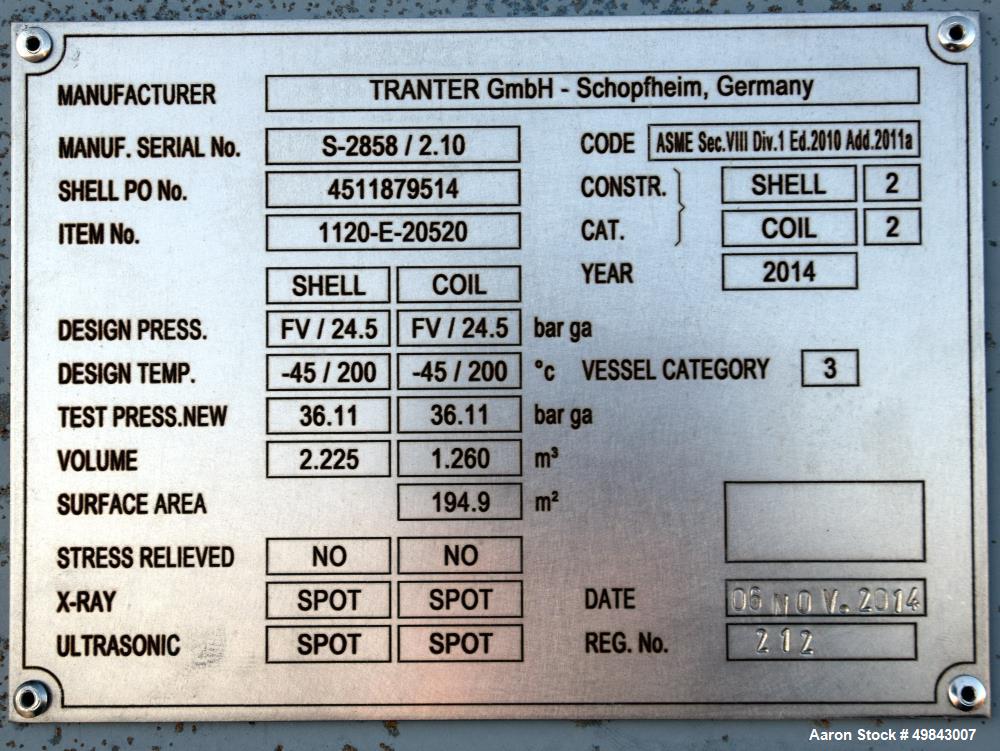 MANUFACTURER TRANTER GmbH - Schopfheim, Germany
MANUF. SERIAL No. S-2858 / 2.10 CODE ASME Sec.VIII Div.1 Ed.2010 Add.2011a
SHELL PO No. 4511879514 CONSTR. SHELL 2
ITEM No. 1120-E-20520 CAT. COIL 2
YEAR 2014
SHELL COIL
DESIGN PRESS. FV / 24.5 FV / 24.5 bar ga
DESIGN TEMP. -45 / 200 -45 / 200 °c VESSEL CATEGORY 3
TEST PRESS.NEW 36.11 36.11 bar ga
VOLUME 2.225 1.260 m³
SURFACE AREA 194.9 m²
STRESS RELIEVED NO NO
X-RAY SPOT SPOT DATE 06 NOV. 2014
ULTRASONIC SPOT SPOT REG. No. 212
Aaron Stock # 49843007